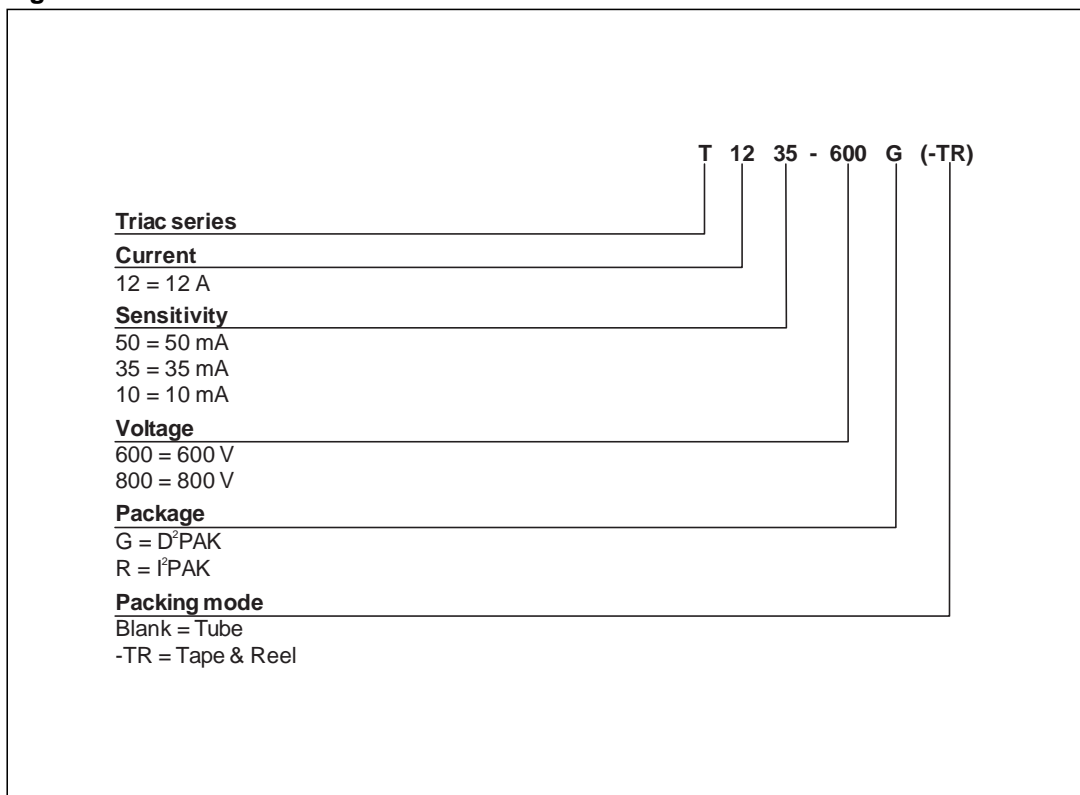 T 12 35 - 600 G (-TR)
Triac series
Current
12 = 12 A
Sensitivity
50 = 50 mA
35 = 35 mA
10 = 10 mA
Voltage
600 = 600 V
800 = 800 V
Package
G = D²PAK
R = I²PAK
Packing mode
Blank = Tube
-TR = Tape & Reel